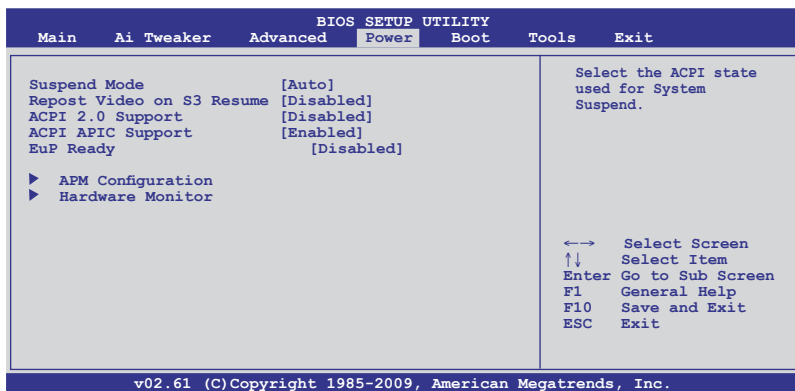 BIOS SETUP UTILITY
Main Ai Tweaker Advanced Power Boot Tools Exit
Suspend Mode [Auto]
Repost Video on S3 Resume [Disabled]
ACPI 2.0 Support [Disabled]
ACPI APIC Support [Enabled]
EuP Ready [Disabled]
▶ APM Configuration
▶ Hardware Monitor
Select the ACPI state
used for System
Suspend.
←→ Select Screen
↑↓ Select Item
Enter Go to Sub Screen
F1 General Help
F10 Save and Exit
ESC Exit
v02.61 (C)Copyright 1985-2009, American Megatrends, Inc.